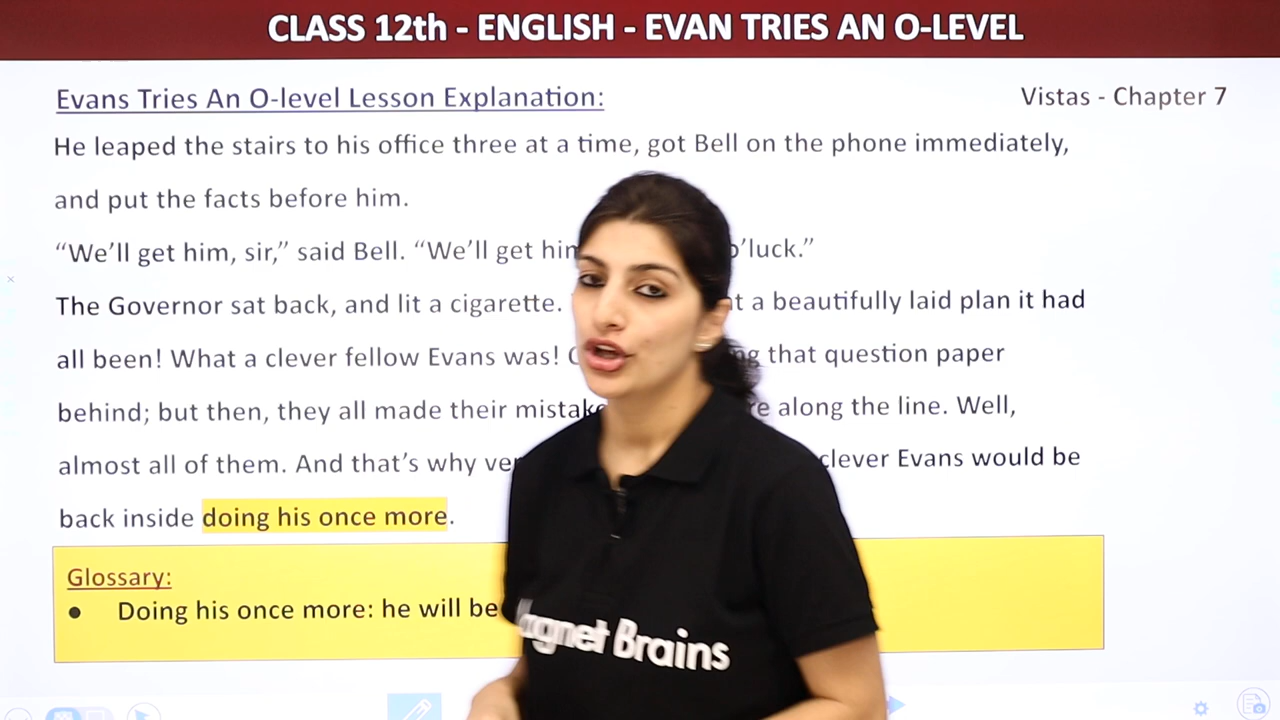 CLASS 12th - ENGLISH - EVAN TRIES AN O-LEVEL
Evans Tries An O-level Lesson Explanation:
Vistas - Chapter 7
He leaped the stairs to his office three at a time, got Bell on the phone immediately,
and put the facts before him.
“We’ll get him, sir,” said Bell. “We’ll get o’luck.”
The Governor sat back, and lit a cigarette. a beautifully laid plan it had
all been! What a clever fellow Evans was! that question paper
behind; but then, they all made their along the line. Well,
almost all of them. And that’s why clever Evans would be
back inside doing his once more.
Glossary:
● Doing his once more: he will be
agnet Brains